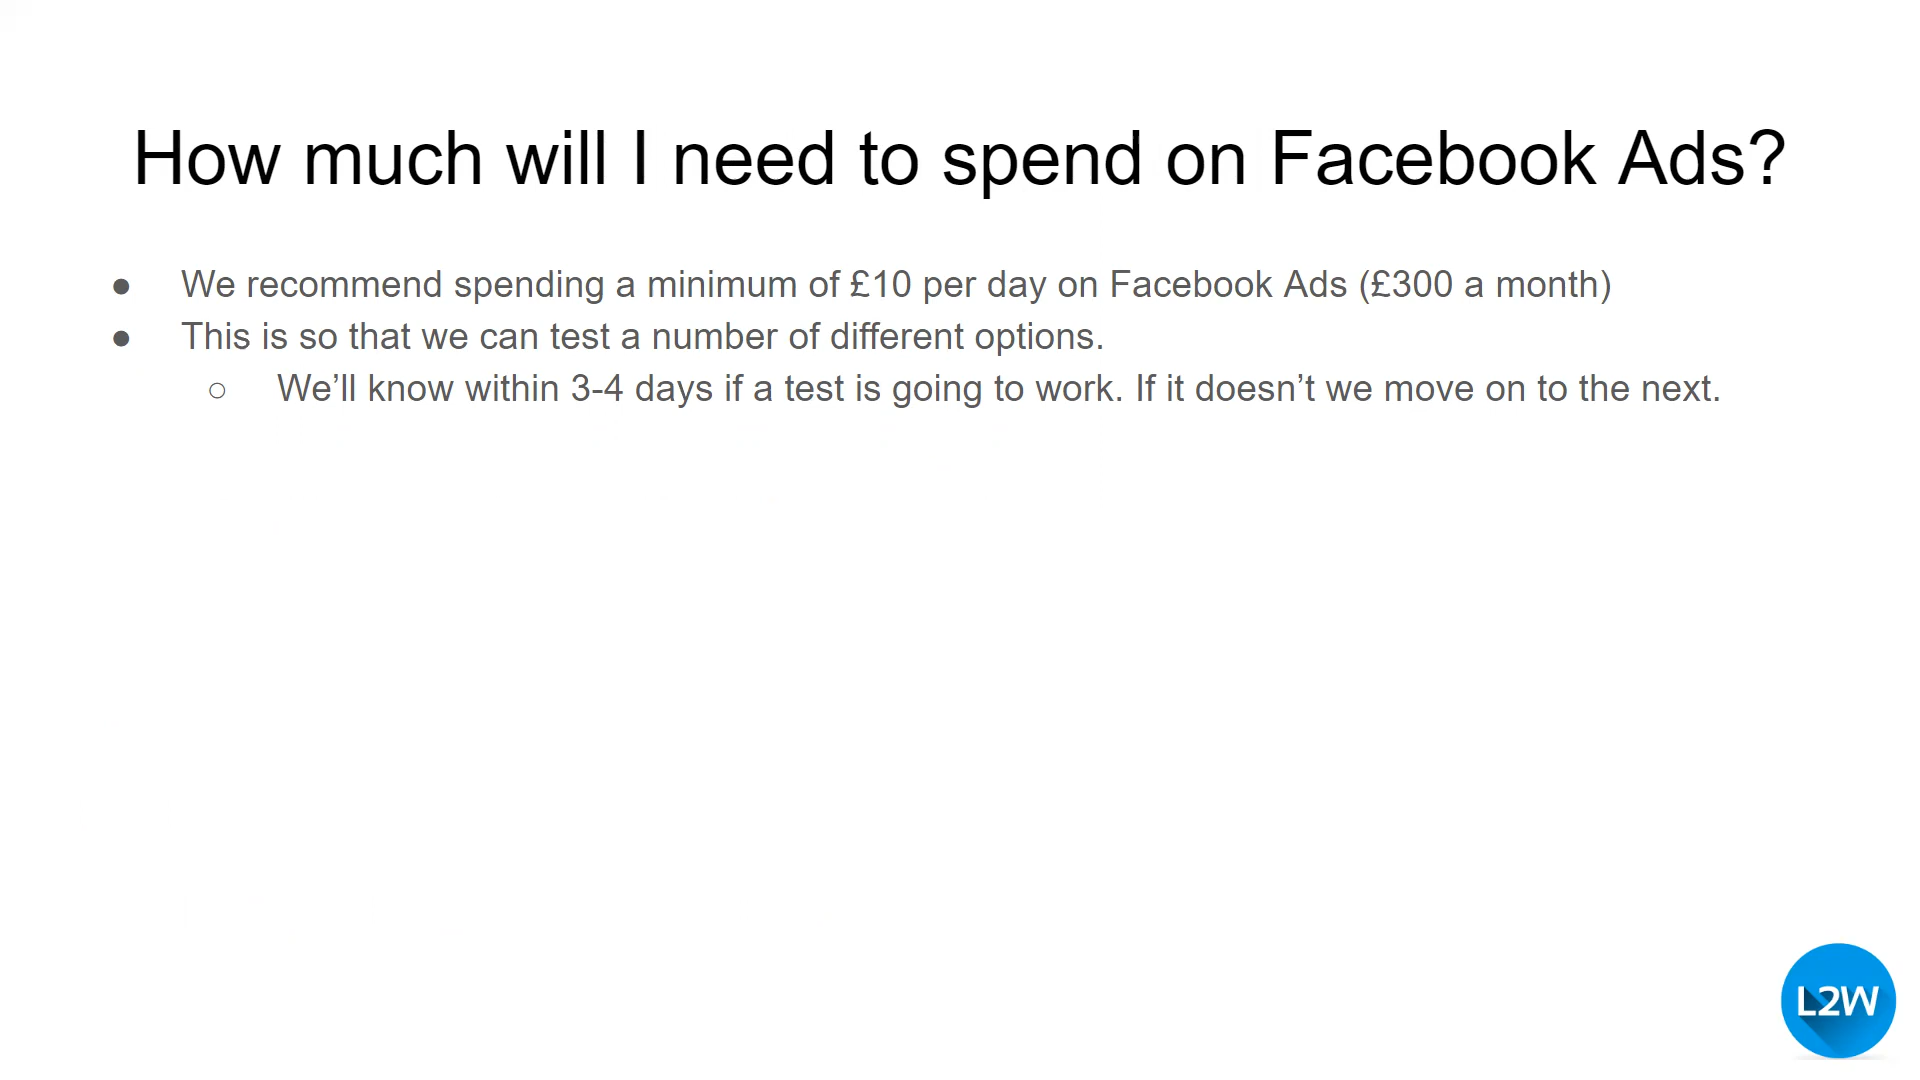 How much will I need to spend on Facebook Ads?
● We recommend spending a minimum of £10 per day on Facebook Ads (£300 a month)
● This is so that we can test a number of different options.
○ We’ll know within 3-4 days if a test is going to work. If it doesn’t we move on to the next.
L2W